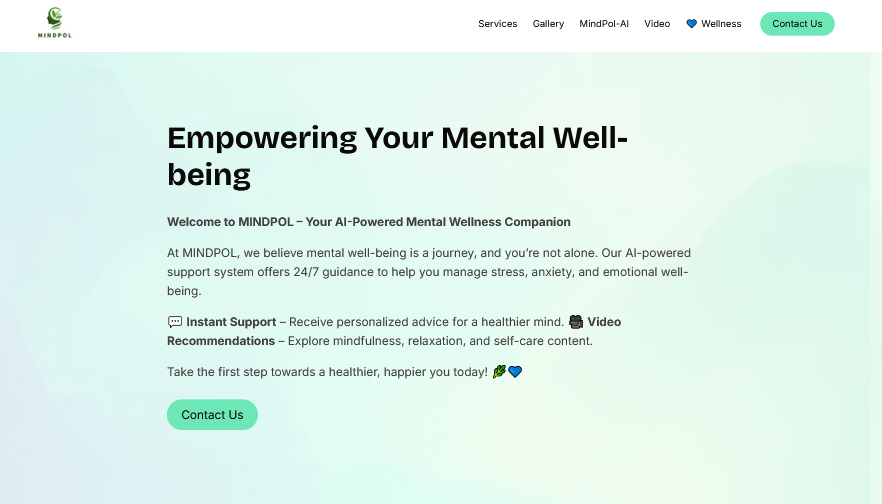 MINDPOL
Services Gallery MindPol-AI Video 💙 Wellness Contact Us
Empowering Your Mental Well-
being
Welcome to MINDPOL – Your AI-Powered Mental Wellness Companion
At MINDPOL, we believe mental well-being is a journey, and you’re not alone. Our AI-powered
support system offers 24/7 guidance to help you manage stress, anxiety, and emotional well-
being.
💬 Instant Support – Receive personalized advice for a healthier mind. 🎥 Video
Recommendations – Explore mindfulness, relaxation, and self-care content.
Take the first step towards a healthier, happier you today! 🌿💙
Contact Us